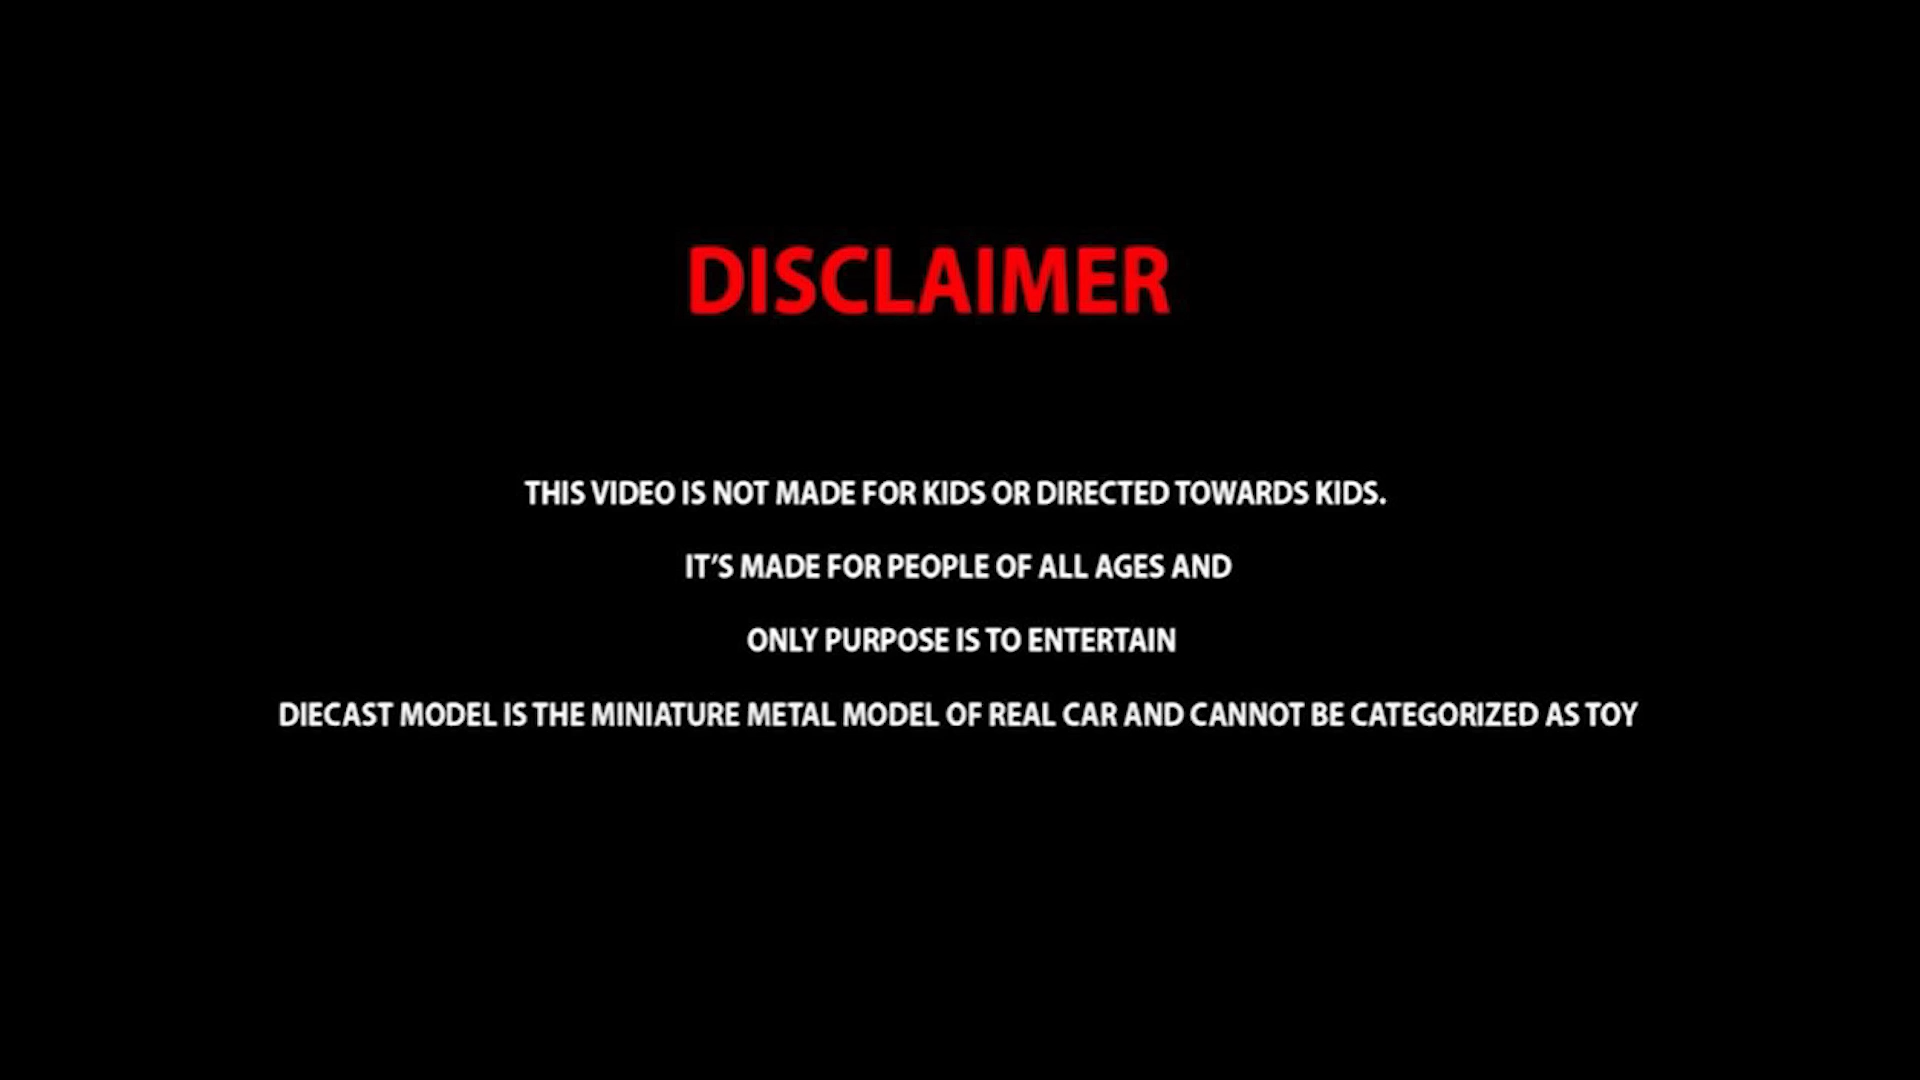 DISCLAIMER
THIS VIDEO IS NOT MADE FOR KIDS OR DIRECTED TOWARDS KIDS.
IT’S MADE FOR PEOPLE OF ALL AGES AND
ONLY PURPOSE IS TO ENTERTAIN
DIECAST MODEL IS THE MINIATURE METAL MODEL OF REAL CAR AND CANNOT BE CATEGORIZED AS TOY